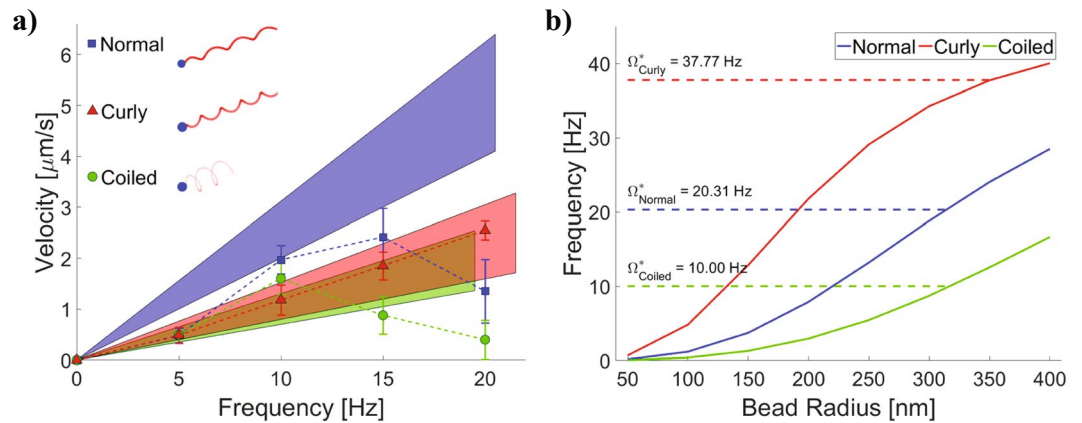 a)
Velocity [μm/s]
6
5
4
3
2
1
0
Normal
Curly
Coiled
0 5 10 15 20
Frequency [Hz]
b)
Normal Curly Coiled
Frequency [Hz]
40
30
20
10
0
Ω*Curly = 37.77 Hz
Ω*Normal = 20.31 Hz
Ω*Coiled = 10.00 Hz
50 100 150 200 250 300 350 400
Bead Radius [nm]